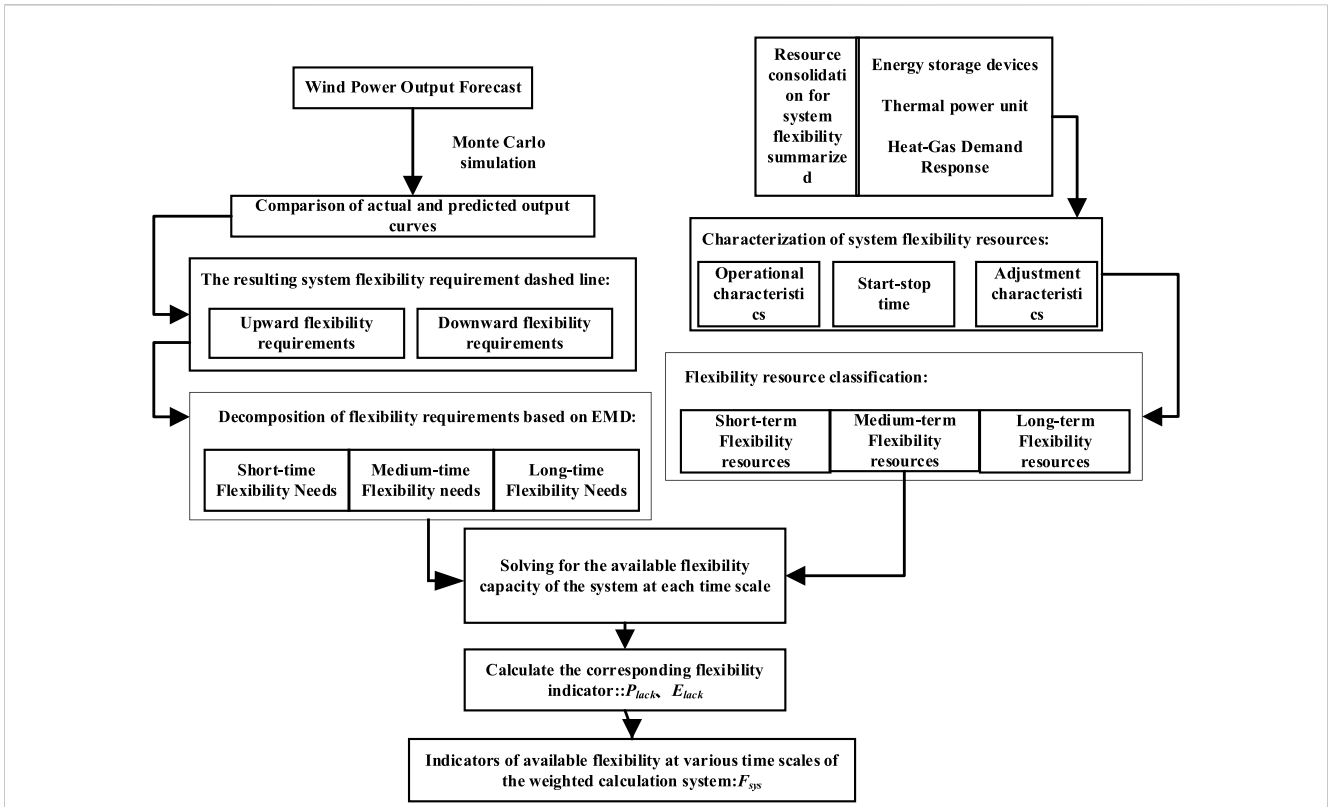 Wind Power Output Forecast
Monte Carlo
simulation
Comparison of actual and predicted output
curves
The resulting system flexibility requirement dashed line:
Upward flexibility
requirements
Downward flexibility
requirements
Decomposition of flexibility requirements based on EMD:
Short-time
Flexibility Needs
Medium-time
Flexibility needs
Long-time
Flexibility Needs
Resource
consolidati
on for
system
flexibility
summarize
d
Energy storage devices
Thermal power unit
Heat-Gas Demand
Response
Characterization of system flexibility resources:
Operational
characteristi
cs
Start-stop
time
Adjustment
characteristi
cs
Flexibility resource classification:
Short-term
Flexibility
resources
Medium-term
Flexibility
resources
Long-term
Flexibility
resources
Solving for the available flexibility
capacity of the system at each time scale
Calculate the corresponding flexibility
indicator::Plack、Elack
Indicators of available flexibility at various time scales of
the weighted calculation system:Fsys